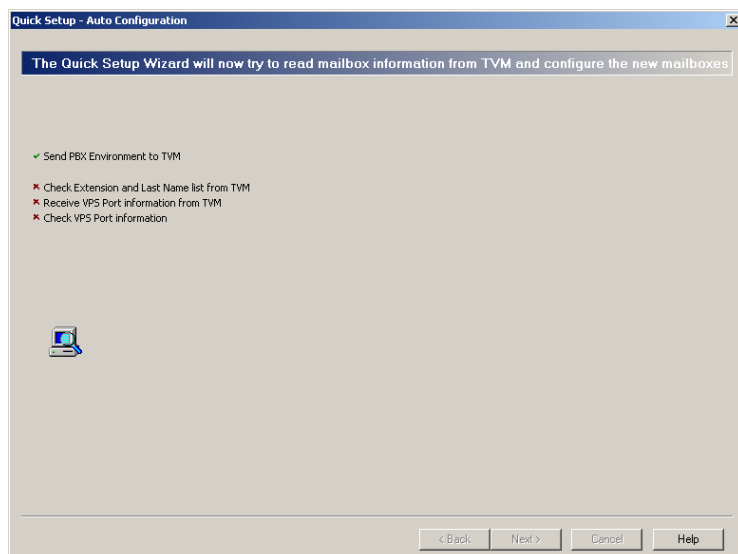 Quick Setup - Auto Configuration
The Quick Setup Wizard will now try to read mailbox information from TVM and configure the new mailboxes
Send PBX Environment to TVM
Check Extension and Last Name list from TVM
Receive VPS Port information from TVM
Check VPS Port information
< Back Next > Cancel Help